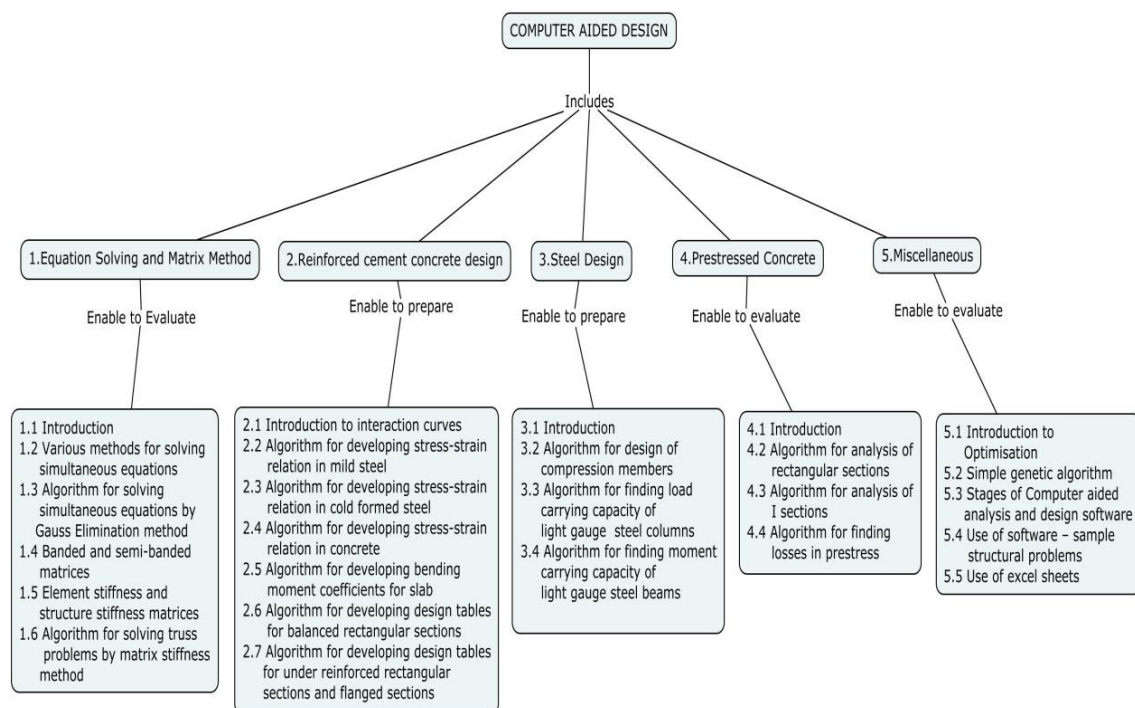 COMPUTER AIDED DESIGN
Includes
1.Equation Solving and Matrix Method
2.Reinforced cement concrete design
3.Steel Design
4.Prestressed Concrete
5.Miscellaneous
Enable to Evaluate
Enable to prepare
Enable to prepare
Enable to evaluate
Enable to evaluate
1.1 Introduction
1.2 Various methods for solving
simultaneous equations
1.3 Algorithm for solving
simultaneous equations by
Gauss Elimination method
1.4 Banded and semi-banded
matrices
1.5 Element stiffness and
structure stiffness matrices
1.6 Algorithm for solving truss
problems by matrix stiffness
method
2.1 Introduction to interaction curves
2.2 Algorithm for developing stress-strain
relation in mild steel
2.3 Algorithm for developing stress-strain
relation in cold formed steel
2.4 Algorithm for developing stress-strain
relation in concrete
2.5 Algorithm for developing bending
moment coefficients for slab
2.6 Algorithm for developing design tables
for balanced rectangular sections
2.7 Algorithm for developing design tables
for under reinforced rectangular
sections and flanged sections
3.1 Introduction
3.2 Algorithm for design of
compression members
3.3 Algorithm for finding load
carrying capacity of
light gauge steel columns
3.4 Algorithm for finding moment
carrying capacity of
light gauge steel beams
4.1 Introduction
4.2 Algorithm for analysis of
rectangular sections
4.3 Algorithm for analysis of
I sections
4.4 Algorithm for finding
losses in prestress
5.1 Introduction to
Optimisation
5.2 Simple genetic algorithm
5.3 Stages of Computer aided
analysis and design software
5.4 Use of software – sample
structural problems
5.5 Use of excel sheets